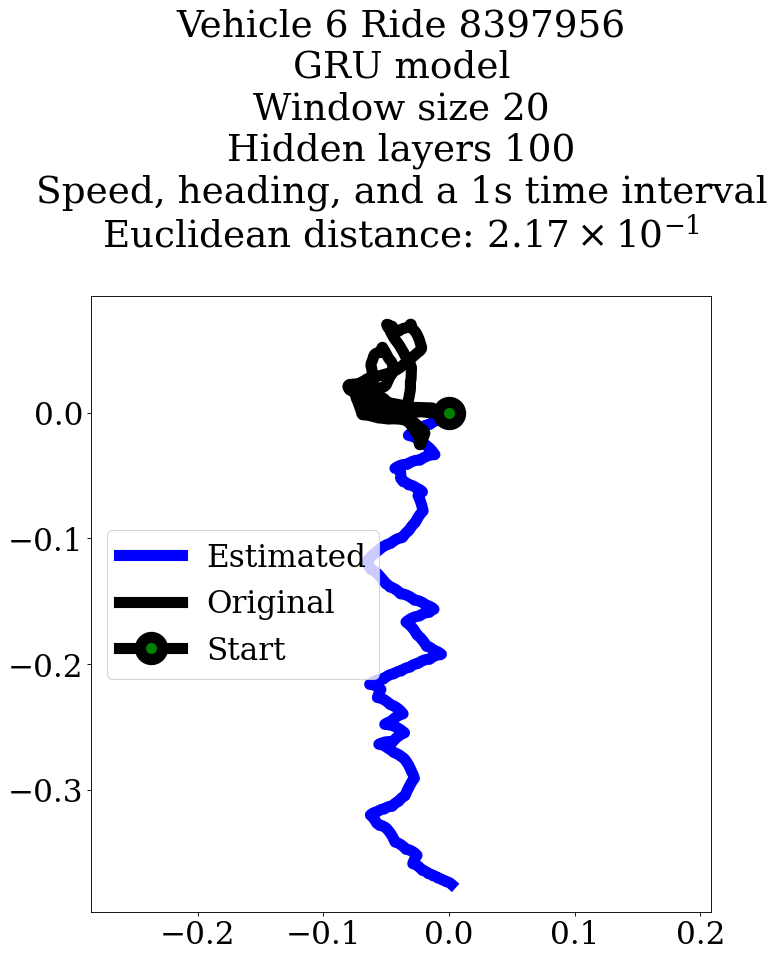 Vehicle 6 Ride 8397956
GRU model
Window size 20
Hidden layers 100
Speed, heading, and a 1s time interval
Euclidean distance: 2.17 × 10⁻¹
0.0
−0.1
−0.2
−0.3
Estimated
Original
Start
−0.2 −0.1 0.0 0.1 0.2